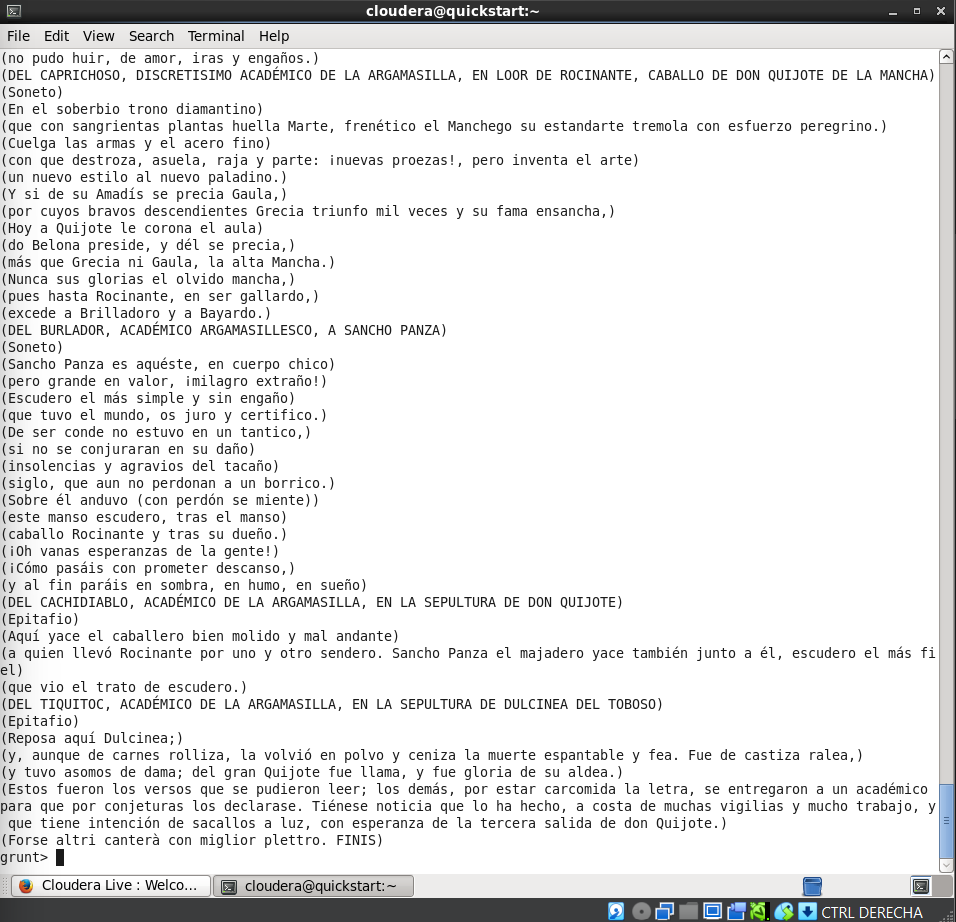 cloudera@quickstart:~
File Edit View Search Terminal Help
(no pudo huir, de amor, iras y engaños.)
(DEL CAPRICHOSO, DISCRETISIMO ACADÉMICO DE LA ARGAMASILLA, EN LOOR DE ROCINANTE, CABALLO DE DON QUIJOTE DE LA MANCHA)
(Soneto)
(En el soberbio trono diamantino)
(que con sangrientas plantas huella Marte, frenético el Manchego su estandarte tremola con esfuerzo peregrino.)
(Cuelga las armas y el acero fino)
(con que destroza, asuela, raja y parte: ¡nuevas proezas!, pero inventa el arte)
(un nuevo estilo al nuevo paladino.)
(Y si de su Amadís se precia Gaula,)
(por cuyos bravos descendientes Grecia triunfo mil veces y su fama ensancha,)
(Hoy a Quijote le corona el aula)
(do Belona preside, y dél se precia,)
(más que Grecia ni Gaula, la alta Mancha.)
(Nunca sus glorias el olvido mancha,)
(pues hasta Rocinante, en ser gallardo,)
(excede a Brilladoro y a Bayardo.)
(DEL BURLADOR, ACADÉMICO ARGAMASILLESCO, A SANCHO PANZA)
(Soneto)
(Sancho Panza es aquéste, en cuerpo chico)
(pero grande en valor, ¡milagro extraño!)
(Escudero el más simple y sin engaño)
(que tuvo el mundo, os juro y certifico.)
(De ser conde no estuvo en un tantico,)
(si no se conjuraran en su daño)
(insolencias y agravios del tacaño)
(siglo, que aun no perdonan a un borrico.)
(Sobre él anduvo (con perdón se miente))
(este manso escudero, tras el manso)
(caballo Rocinante y tras su dueño.)
(¡Oh vanas esperanzas de la gente!)
(¡Cómo pasáis con prometer descanso,)
(y al fin paráis en sombra, en humo, en sueño)
(DEL CACHIDIABLO, ACADÉMICO DE LA ARGAMASILLA, EN LA SEPULTURA DE DON QUIJOTE)
(Epitafio)
(Aquí yace el caballero bien molido y mal andante)
(a quien llevó Rocinante por uno y otro sendero. Sancho Panza el majadero yace también junto a él, escudero el más fi
el)
(que vio el trato de escudero.)
(DEL TIQUITOC, ACADÉMICO DE LA ARGAMASILLA, EN LA SEPULTURA DE DULCINEA DEL TOBOSO)
(Epitafio)
(Reposa aquí Dulcinea;)
(y, aunque de carnes rolliza, la volvió en polvo y ceniza la muerte espantable y fea. Fue de castiza ralea,)
(y tuvo asomos de dama; del gran Quijote fue llama, y fue gloria de su aldea.)
(Estos fueron los versos que se pudieron leer; los demás, por estar carcomida la letra, se entregaron a un académico
para que por conjeturas los declarase. Tiénese noticia que lo ha hecho, a costa de muchas vigilias y mucho trabajo, y
que tiene intención de sacallos a luz, con esperanza de la tercera salida de don Quijote.)
(Forse altri canterà con miglior plettro. FINIS)
grunt>
Cloudera Live : Welco... cloudera@quickstart:~
CTRL DERECHA